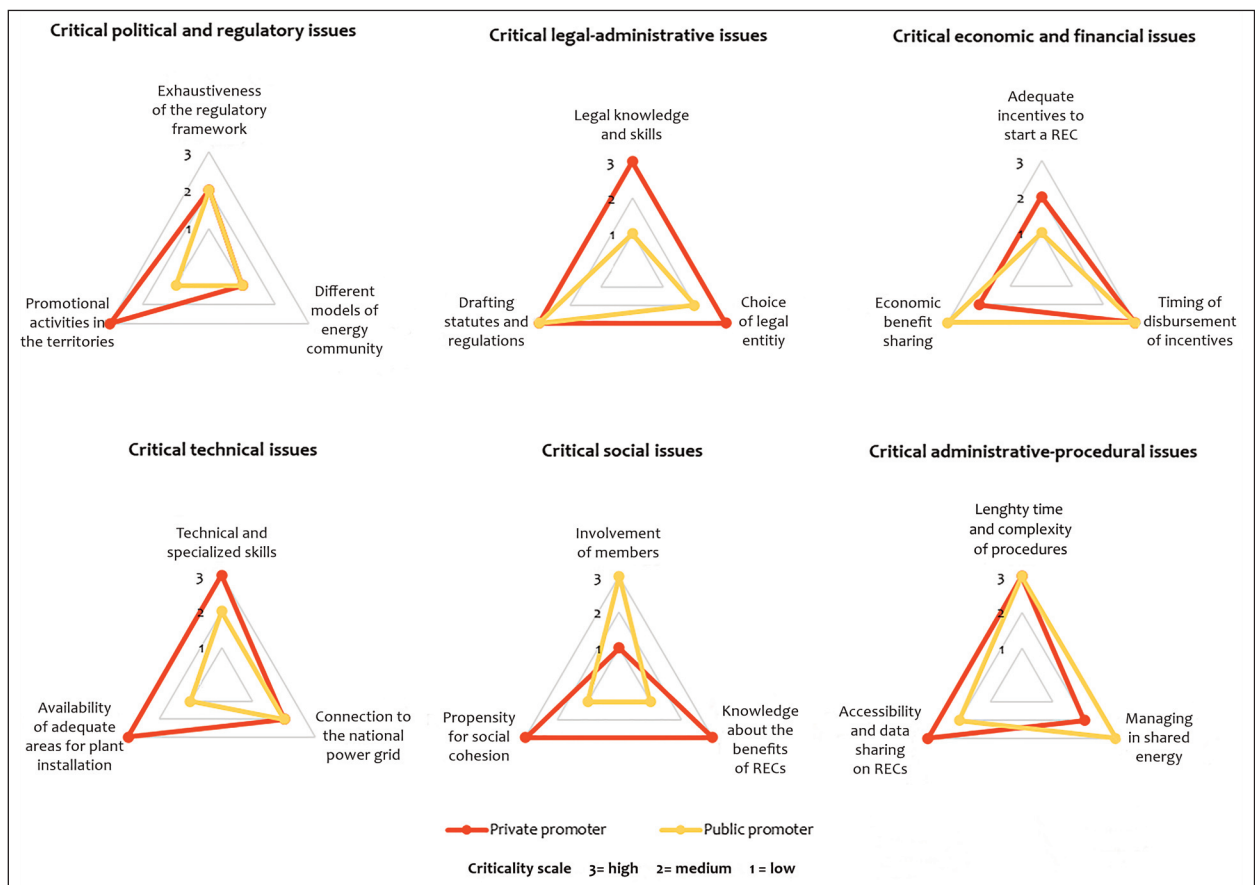 Critical political and regulatory issues
Exhaustiveness
of the regulatory
framework
3
2
1
Promotional
activities in
the territories
Different
models of
energy
community
Critical legal-administrative issues
Legal knowledge
and skills
3
2
1
Drafting
statutes and
regulations
Choice
of legal
entitiy
Critical economic and financial issues
Adequate
incentives to
start a REC
3
2
1
Economic
benefit
sharing
Timing of
disbursement
of incentives
Critical technical issues
Technical and
specialized skills
3
2
1
Availability
of adequate
areas for plant
installation
Connection to
the national
power grid
Critical social issues
Involvement
of members
3
2
1
Propensity
for social
cohesion
Knowledge
about the
benefits
of RECs
Critical administrative-procedural issues
Lenghty time
and complexity
of procedures
3
2
1
Accessibility
and data
sharing
on RECs
Managing
in shared
energy
Private promoter
Public promoter
Criticality scale 3= high 2= medium 1 = low